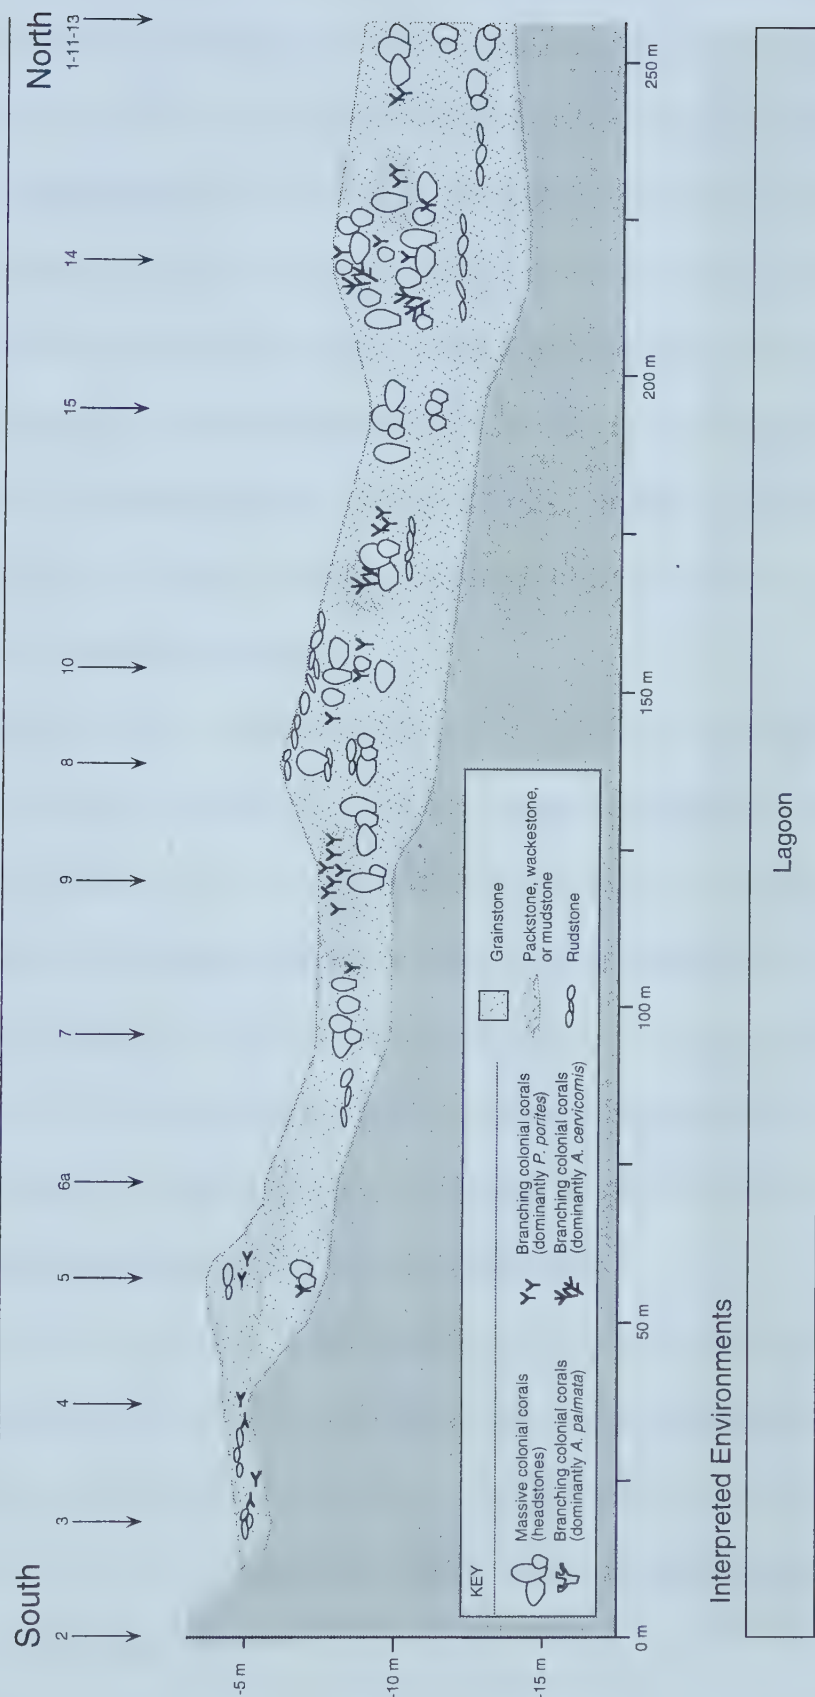 South
North
2
3
4
5
6a
7
9
8
10
15
14
1-11-13
-5 m
-10 m
-15 m
0 m
50 m
100 m
150 m
200 m
250 m
KEY
Massive colonial corals
(headstones)
Branching colonial corals
(dominantly A. palmata)
Branching colonial corals
(dominantly P. porites)
Branching colonial corals
(dominantly A. cervicornis)
Grainstone
Packstone, wackestone,
or mudstone
Rudstone
Interpreted Environments
Lagoon